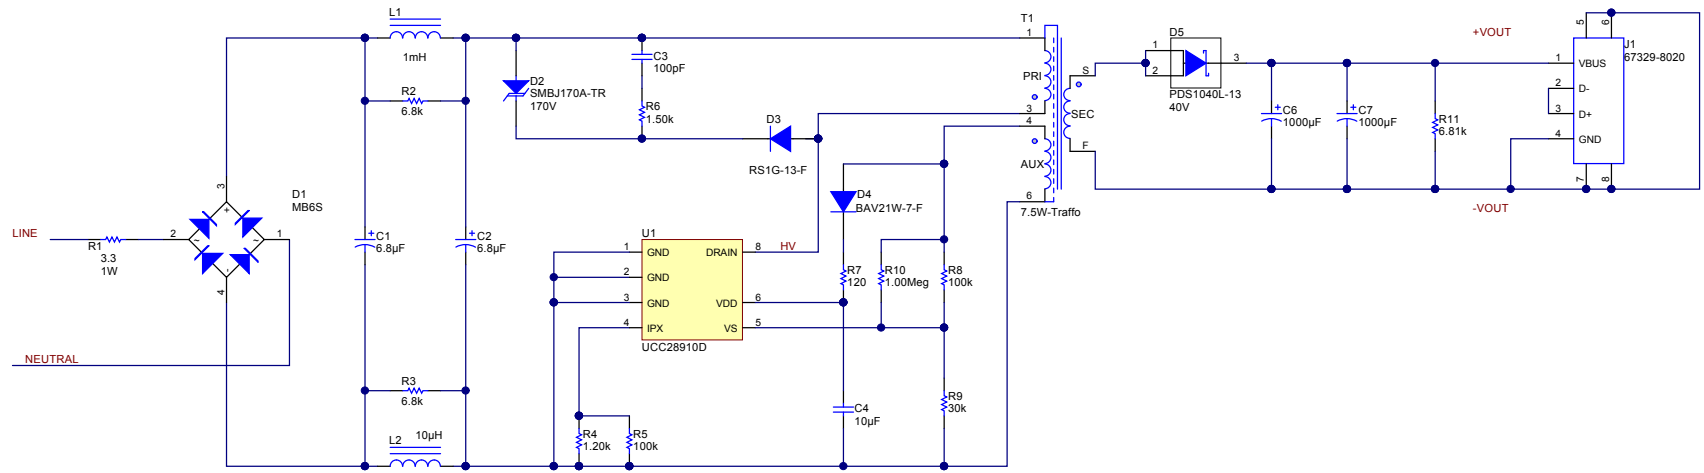 L1
1mH
R2
6.8k
D2
SMBJ170A-TR
170V
C3
100pF
R6
1.50k
D3
RS1G-13-F
T1
1
PRI
3
4
AUX
6
7.5W-Traffo
S
SEC
F
D5
1
2
3
PDS1040L-13
40V
+VOUT
-VOUT
C6
1000µF
C7
1000µF
R11
6.81k
5
6
J1
67329-8020
1
VBUS
2
D-
3
D+
4
GND
7
8
LINE
R1
3.3
1W
NEUTRAL
D1
MB6S
3
2
1
4
+
~
~
-
+
C1
6.8µF
+
C2
6.8µF
+
+
R3
6.8k
L2
10µH
U1
1
GND
2
GND
3
GND
4
IPX
DRAIN
8
HV
VDD
6
VS
5
UCC28910D
D4
BAV21W-7-F
R7
120
R10
1.00Meg
R8
100k
C4
10µF
R9
30k
R4
1.20k
R5
100k